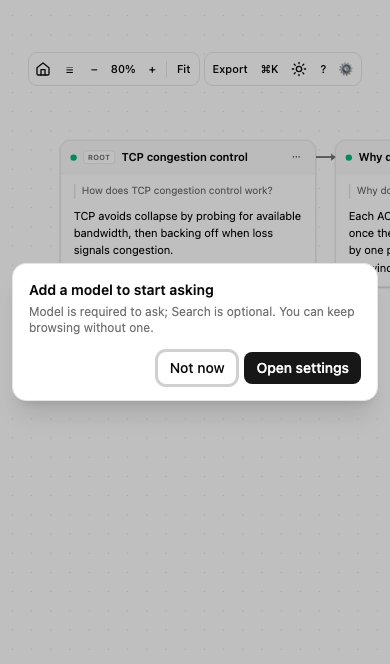 80% + Fit Export ⌘K ?
ROOT TCP congestion control ... Why
How does TCP congestion control work? Why do
TCP avoids collapse by probing for available Each AC
bandwidth, then backing off when loss once the
signals congestion. by one
Add a model to start asking
Model is required to ask; Search is optional. You can keep
browsing without one.
Not now Open settings